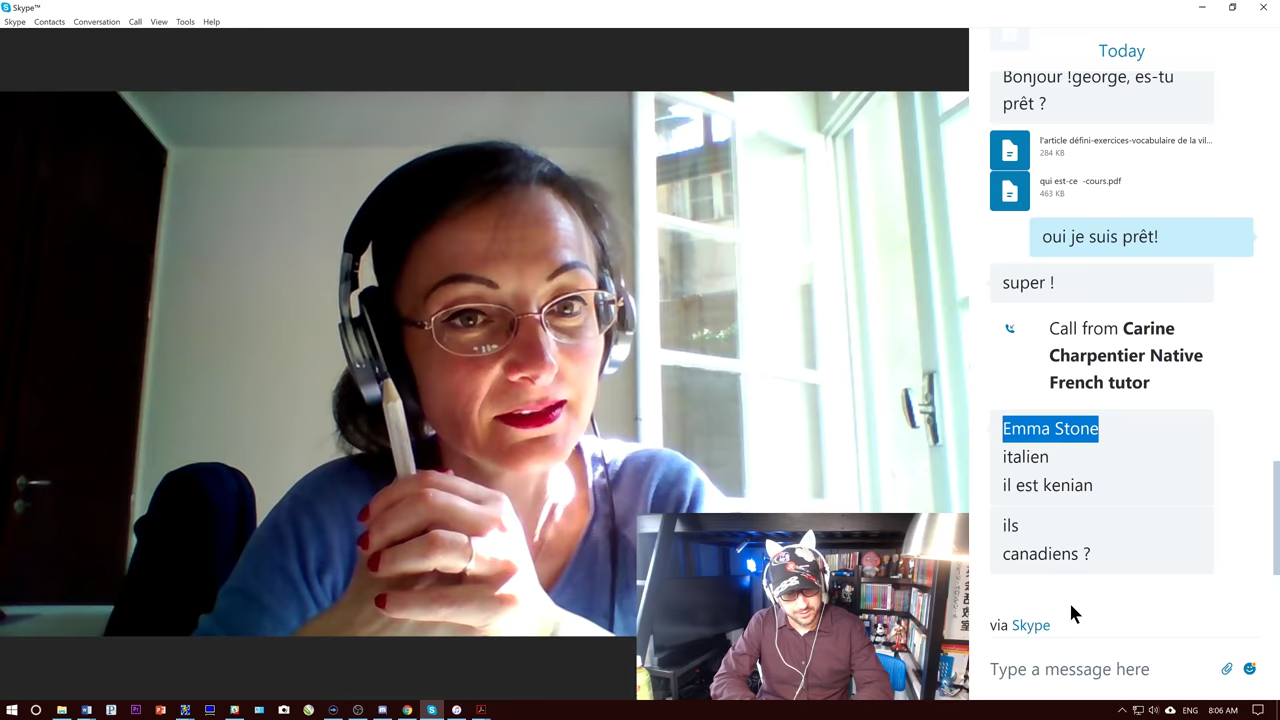 Skype™
Skype Contacts Conversation Call View Tools Help
Today
Bonjour !george, es-tu
prêt ?
l'article défini-exercices-vocabulaire de la vil...
284 KB
qui est-ce -cours.pdf
463 KB
oui je suis prêt!
super !
Call from Carine
Charpentier Native
French tutor
Emma Stone
italien
il est kenian
ils
canadiens ?
via Skype
Type a message here
ENG 8:06 AM